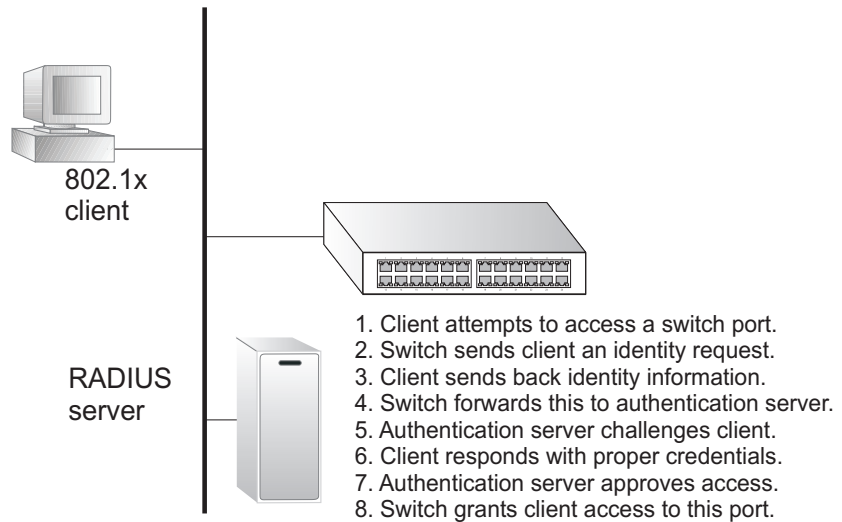 802.1x
client
RADIUS
server
1. Client attempts to access a switch port.
2. Switch sends client an identity request.
3. Client sends back identity information.
4. Switch forwards this to authentication server.
5. Authentication server challenges client.
6. Client responds with proper credentials.
7. Authentication server approves access.
8. Switch grants client access to this port.